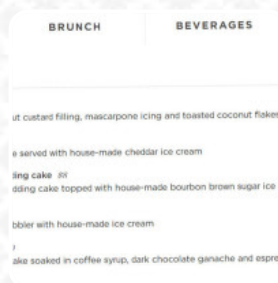 BRUNCH BEVERAGES
ut custard filling, mascarpone icing and toasted coconut flakes
e served with house-made cheddar ice cream
ling cake
dding cake topped with house-made bourbon brown sugar ice
bbler with house-made ice cream
ake soaked in coffee syrup, dark chocolate ganache and espre